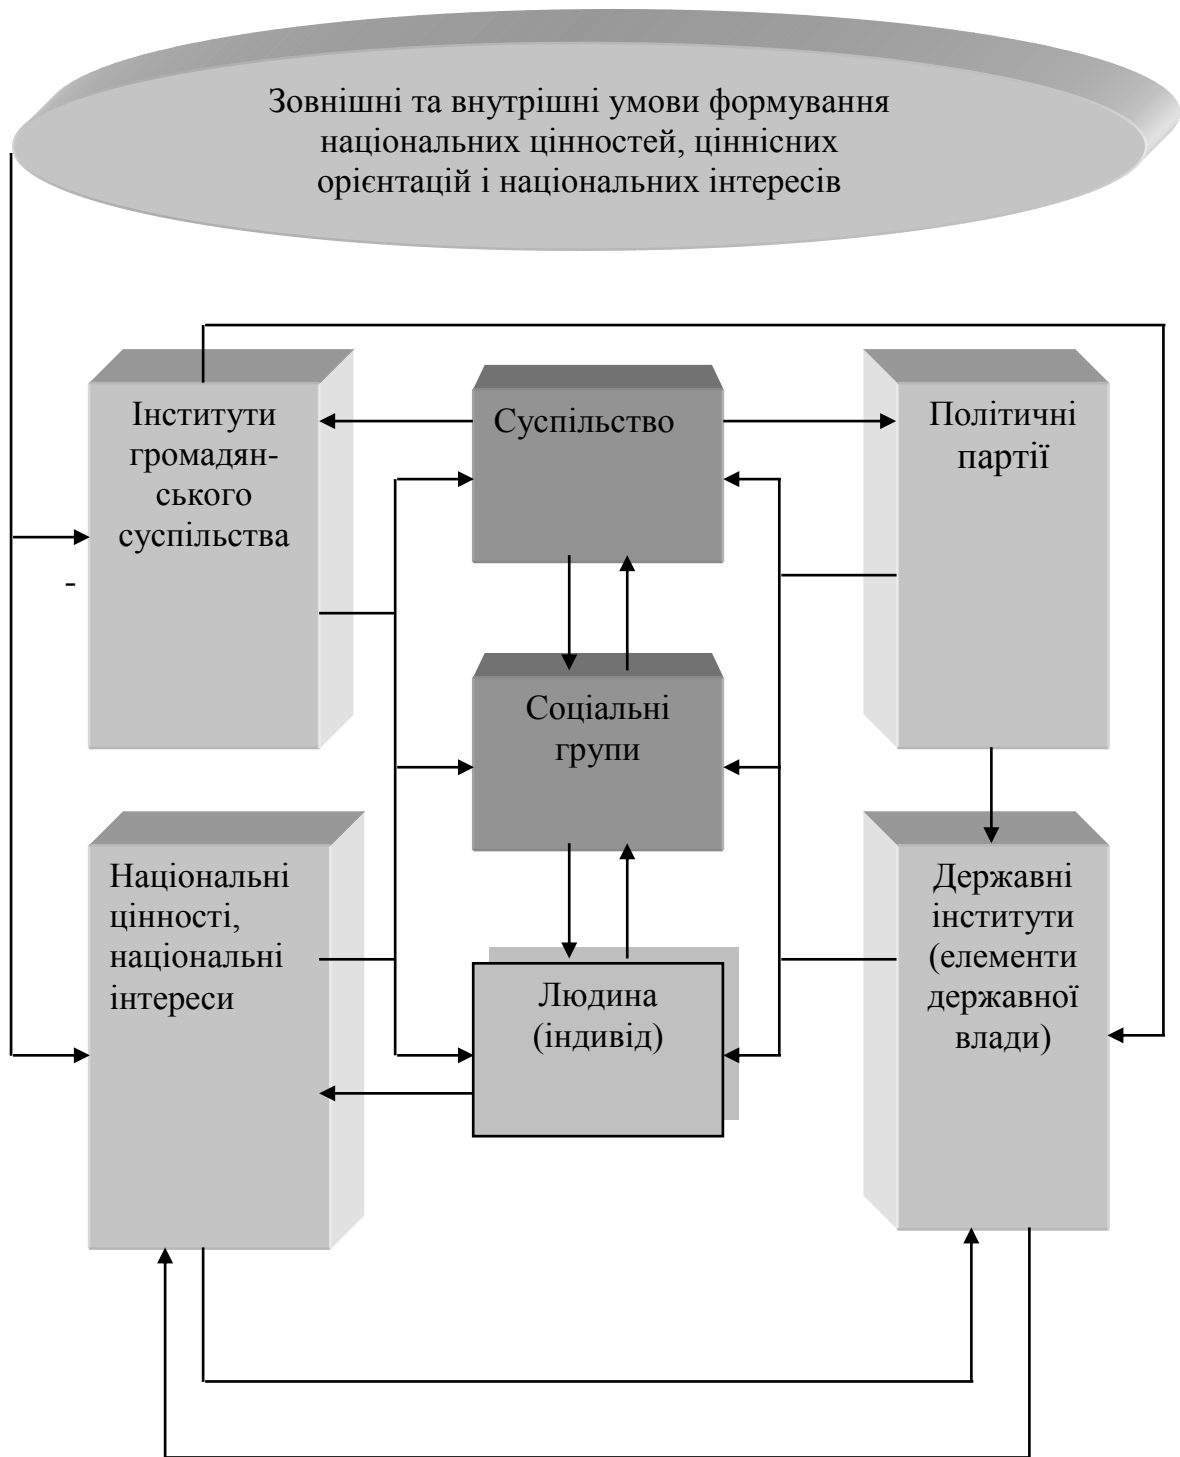 Зовнішні та внутрішні умови формування
національних цінностей, ціннісних
орієнтацій і національних інтересів
Інститути
громадян-
ського
суспільства
-
Суспільство
Політичні
партії
Соціальні
групи
Національні
цінності,
національні
інтереси
Людина
(індивід)
Державні
інститути
(елементи
державної
влади)